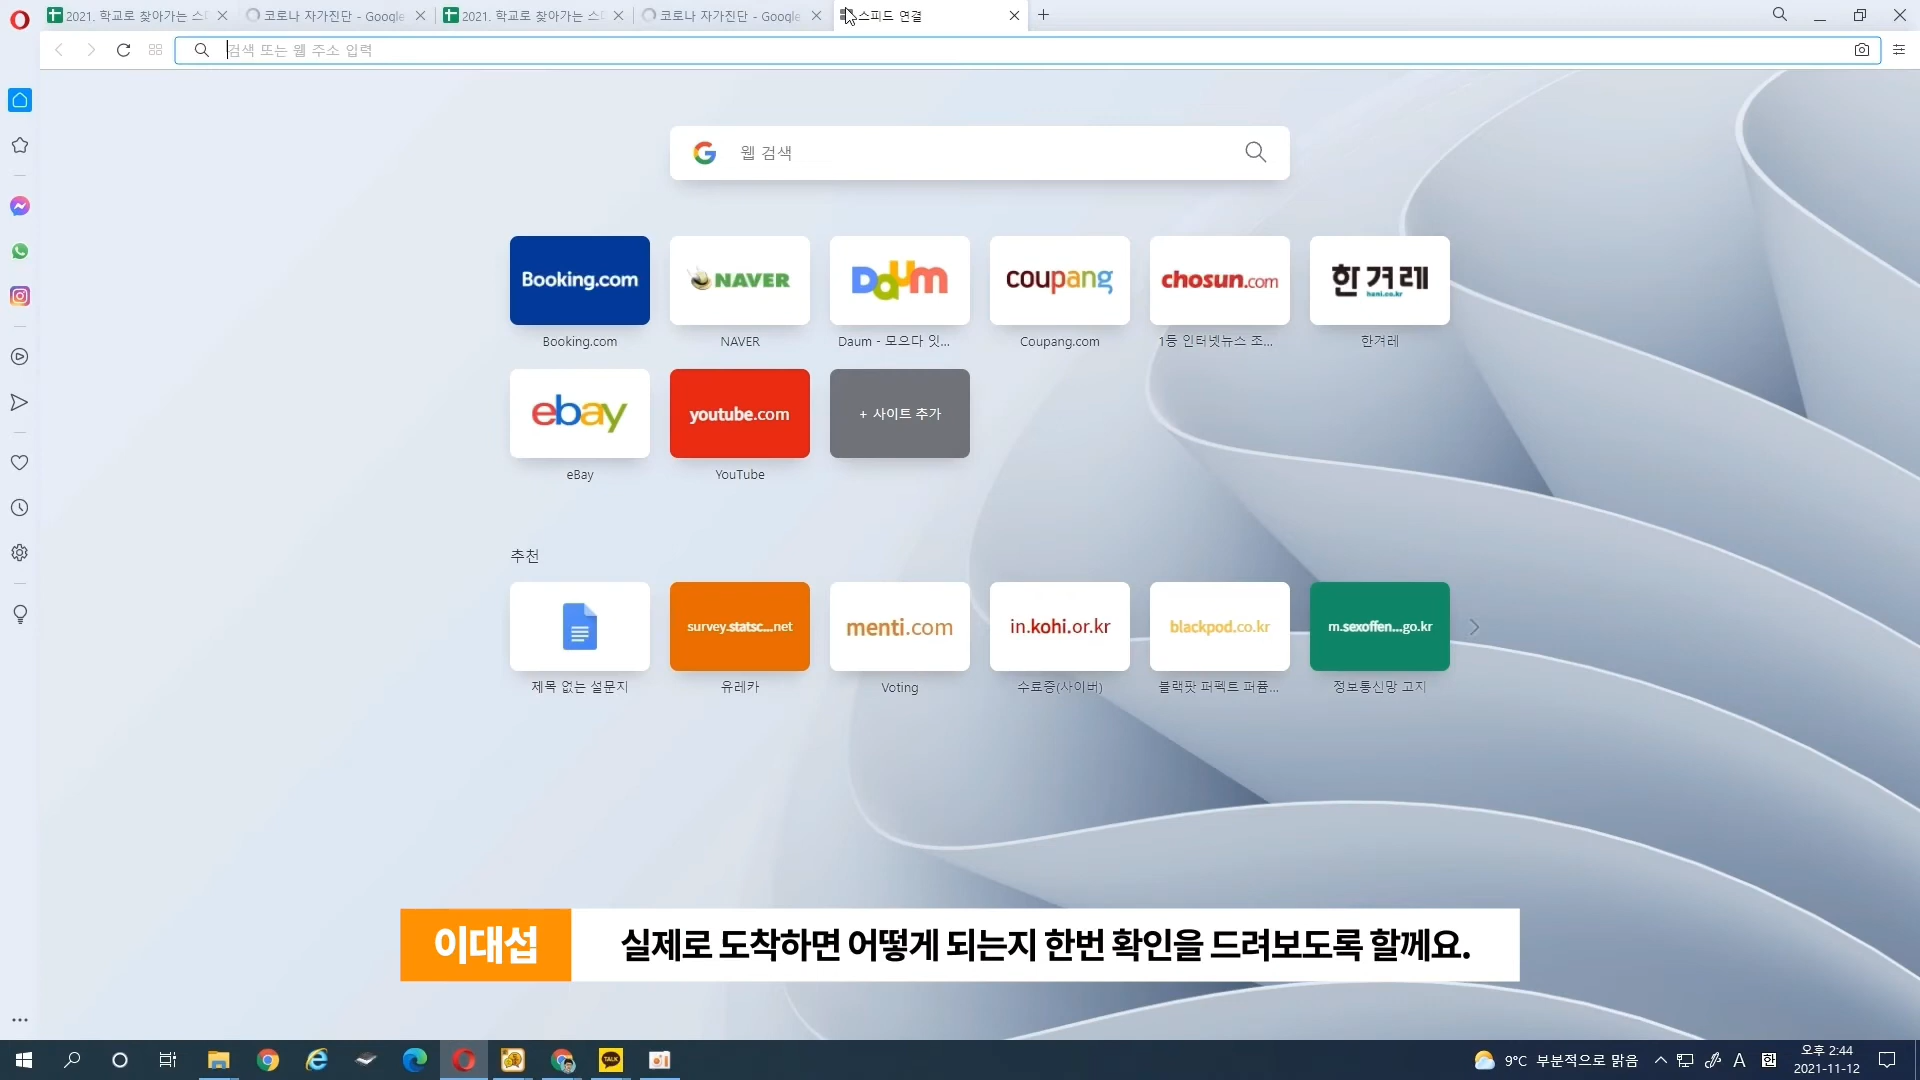 2021. 학교로 찾아가는 스
코로나 자가진단 - Google
2021. 학교로 찾아가는 스
코로나 자가진단 - Google
스피드 연결
검색 또는 웹 주소 입력
웹 검색
Booking.com
NAVER
Daum
coupang
chosun.com
한겨레
hani.co.kr
Booking.com
NAVER
Daum - 모으다 잇...
Coupang.com
1등 인터넷뉴스 조...
한겨레
ebay
youtube.com
+ 사이트 추가
eBay
YouTube
추천
survey.statsc...net
menti.com
in.kohi.or.kr
blackpod.co.kr
m.sexoffen...go.kr
제목 없는 설문지
유레카
Voting
수료증(사이버)
블랙팟 퍼펙트 퍼퓸...
정보통신망 고지
이대섭
실제로 도착하면 어떻게 되는지 한번 확인을 드려보도록 할께요.
TALK
9°C 부분적으로 맑음
A
한
오후 2:44
2021-11-12